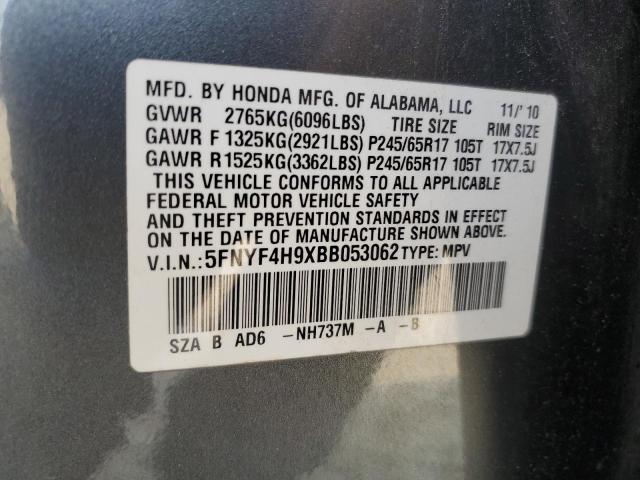 MFD. BY HONDA MFG. OF ALABAMA, LLC 11/'10
GVWR 2765KG(6096LBS) TIRE SIZE RIM SIZE
GAWR F 1325KG(2921LBS) P245/65R17 105T 17X7.5J
GAWR R 1525KG(3362LBS) P245/65R17 105T 17X7.5J
THIS VEHICLE CONFORMS TO ALL APPLICABLE
FEDERAL MOTOR VEHICLE SAFETY
AND THEFT PREVENTION STANDARDS IN EFFECT
ON THE DATE OF MANUFACTURE SHOWN ABOVE.
V.I.N.:5FNYF4H9XBB053062 TYPE: MPV
SZA B AD6 -NH737M -A -B